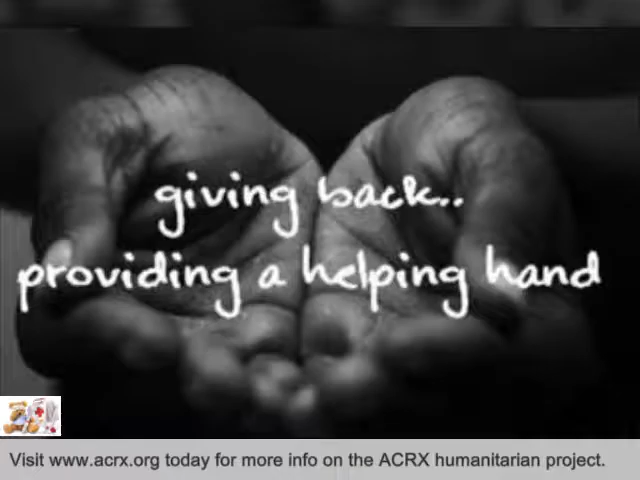 giving back..
providing a helping hand
Visit www.acrx.org today for more info on the ACRX humanitarian project.